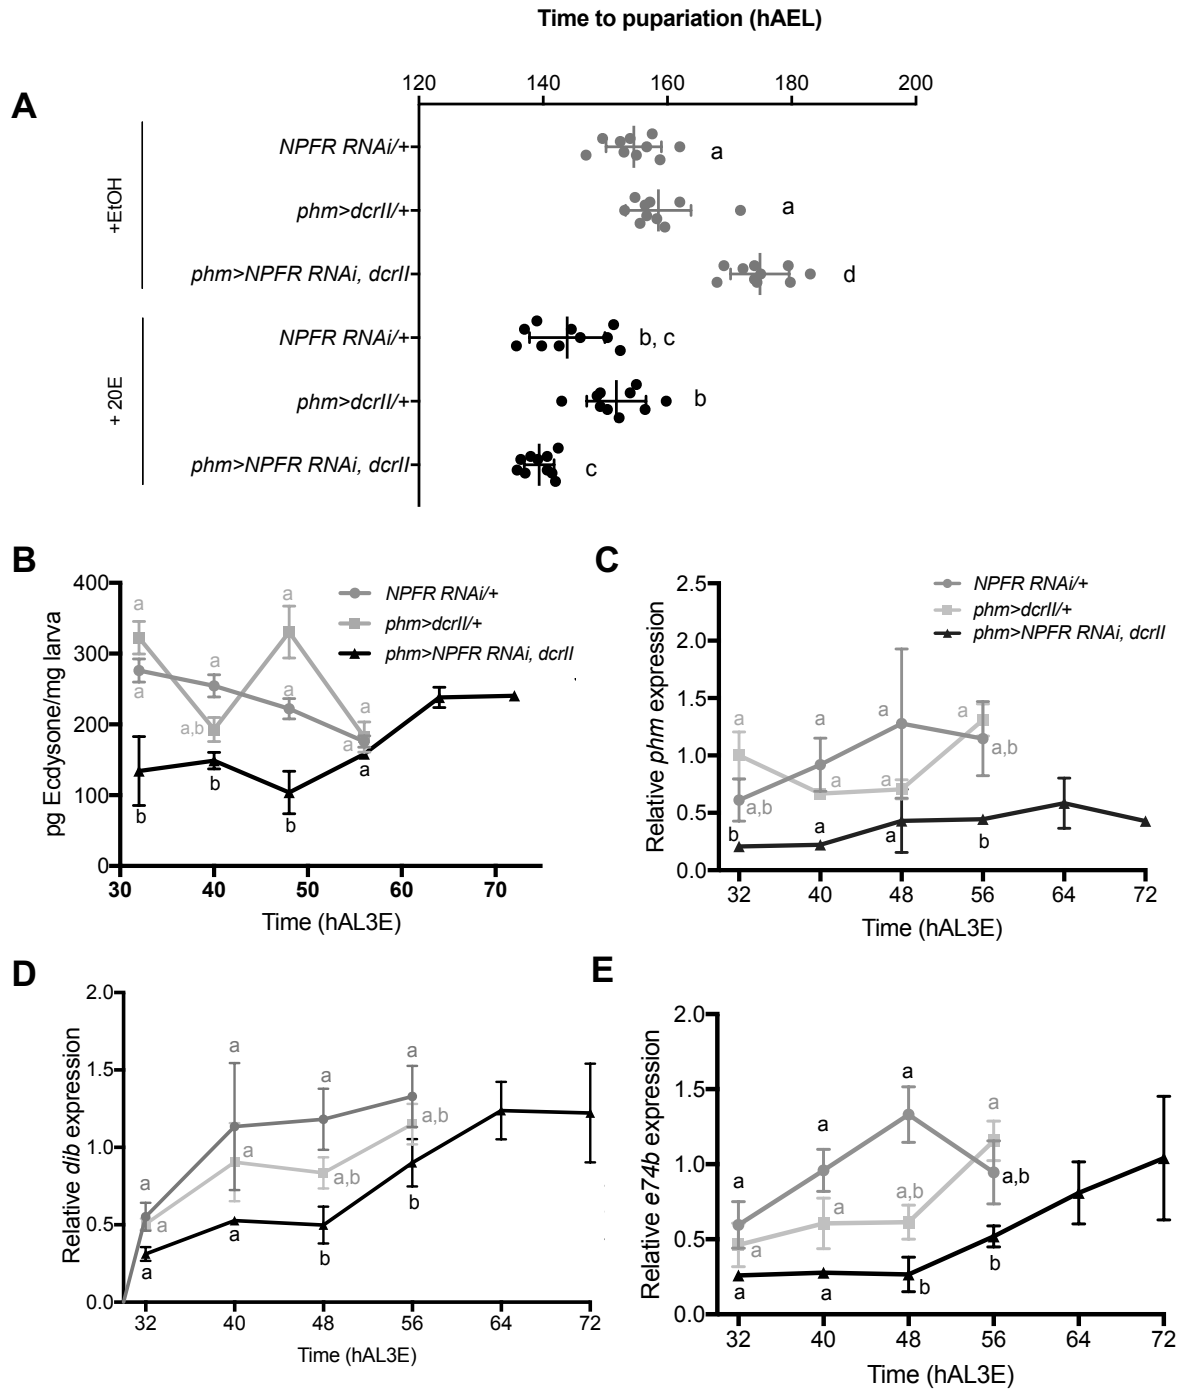 Time to pupariation (hAEL)
120 140 160 180 200
A
+EtOH
NPFR RNAi/+
a
phm>dcrII/+
a
phm>NPFR RNAi, dcrII
d
+ 20E
NPFR RNAi/+
b, c
phm>dcrII/+
b
phm>NPFR RNAi, dcrII
c
B
pg Ecdysone/mg larva
400
300
200
100
0
30 40 50 60 70
Time (hAL3E)
NPFR RNAi/+
phm>dcrII/+
phm>NPFR RNAi, dcrII
a
a
a
a
a,b
a
a
a
b
b
b
a
C
Relative phm expression
2.5
2.0
1.5
1.0
0.5
0.0
32 40 48 56 64 72
Time (hAL3E)
NPFR RNAi/+
phm>dcrII/+
phm>NPFR RNAi, dcrII
a
a
a
a
a,b
a,b
a
a
b
a
a
b
D
Relative dib expression
2.0
1.5
1.0
0.5
0.0
32 40 48 56 64 72
Time (hAL3E)
a
a
a
a
a
a
a,b
a,b
a
a
b
b
E
Relative e74b expression
2.0
1.5
1.0
0.5
0.0
32 40 48 56 64 72
Time (hAL3E)
a
a
a
a
a
a
a,b
a,b
a
a
b
b